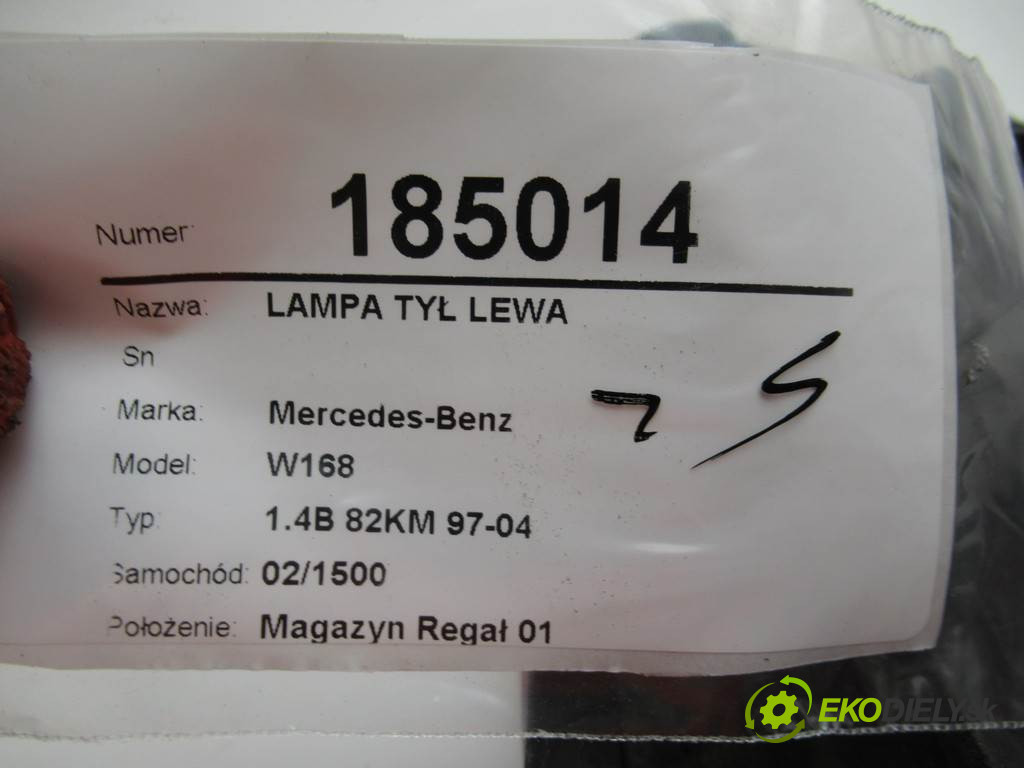 Numer: 185014
Nazwa: LAMPA TYŁ LEWA
Sn
Marka: Mercedes-Benz
Model: W168
Typ: 1.4B 82KM 97-04
Samochód: 02/1500
Położenie: Magazyn Regał 01
EKODIELY.sk